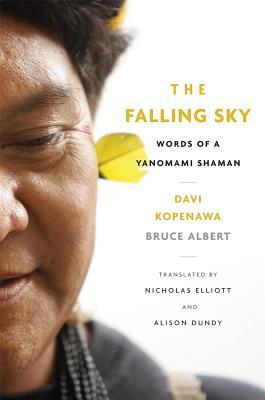 THE
FALLING SKY
WORDS OF A
YANOMAMI SHAMAN
DAVI
KOPENAWA
BRUCE ALBERT
TRANSLATED BY
NICHOLAS ELLIOTT
AND
ALISON DUNDY